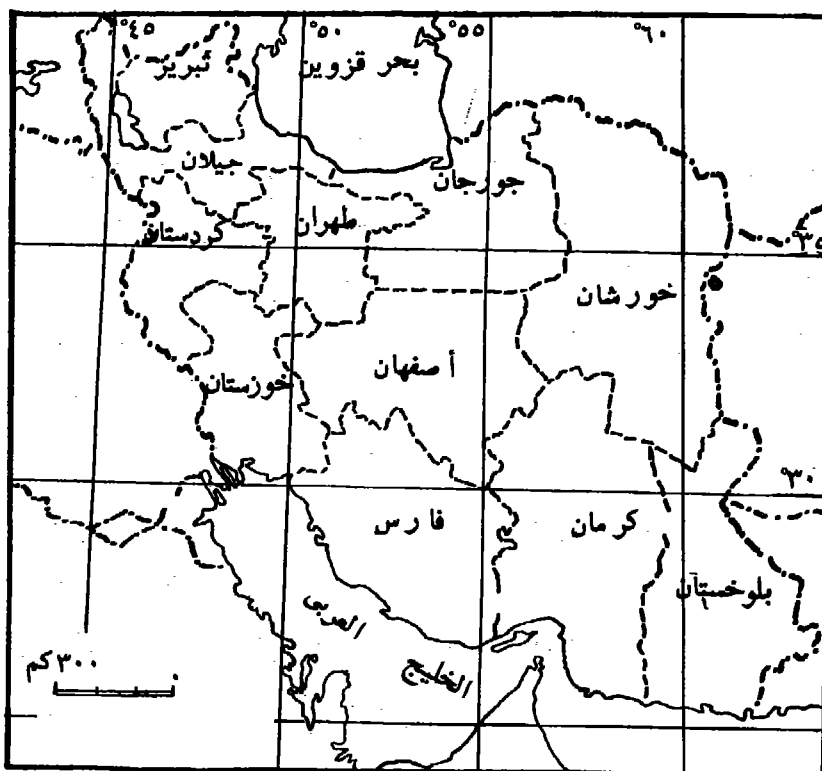 °٤٥
°٥٠
°٥٥
°٦٠
تبريز
بحر قزوين
جيلان
جورجان
طهران
كردستان
°٣٥
خورشان
أصفهان
خوزستان
°٣٠
فارس
كرمان
بلوخستان
الخليج العربي
٣٠٠ كم